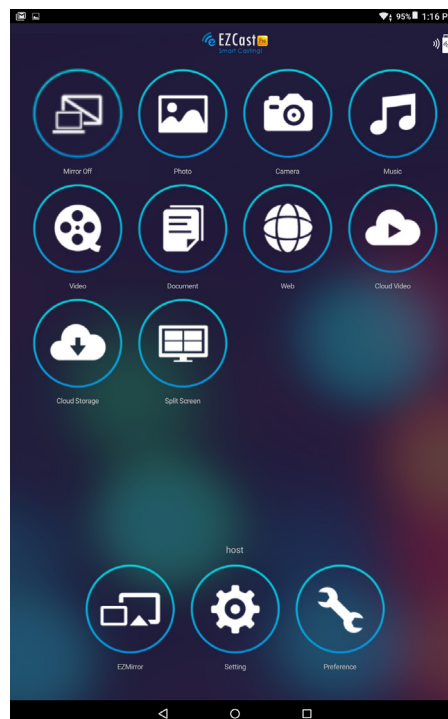 95% 1:16 P
EZCast Pro
Smart Casting!
Mirror Off Photo Camera Music
Video Document Web Cloud Video
Cloud Storage Split Screen
host
EZMirror Setting Preference